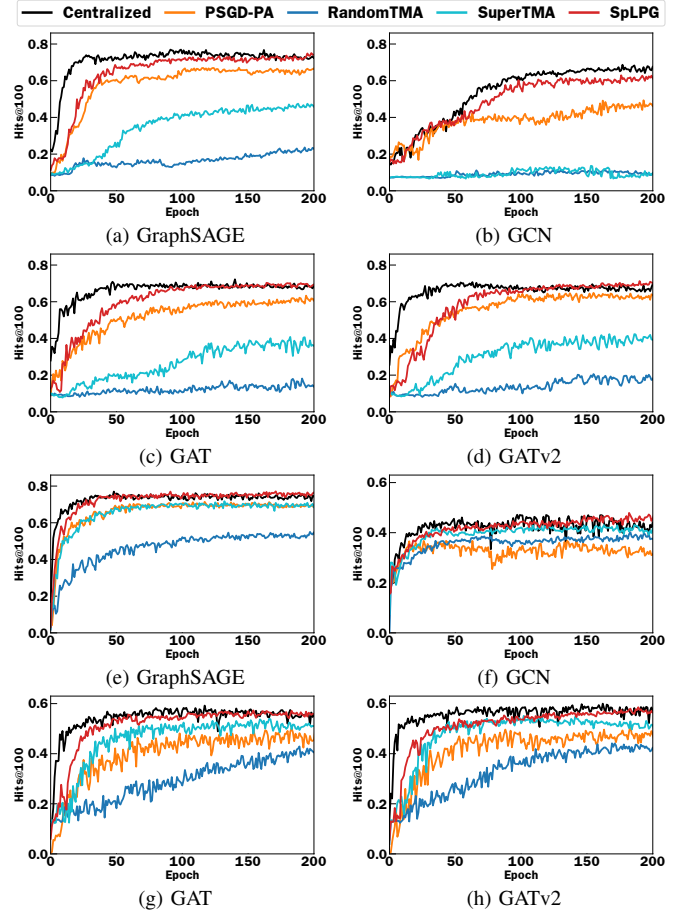 Centralized PSGD-PA RandomTMA SuperTMA SpLPG
Hits@100
0.8
0.6
0.4
0.2
0.0
0 50 100 150 200
Epoch
(a) GraphSAGE
Hits@100
0.8
0.6
0.4
0.2
0.0
0 50 100 150 200
Epoch
(b) GCN
Hits@100
0.8
0.6
0.4
0.2
0.0
0 50 100 150 200
Epoch
(c) GAT
Hits@100
0.8
0.6
0.4
0.2
0.0
0 50 100 150 200
Epoch
(d) GATv2
Hits@100
0.8
0.6
0.4
0.2
0.0
0 50 100 150 200
Epoch
(e) GraphSAGE
Hits@100
0.6
0.4
0.2
0.0
0 50 100 150 200
Epoch
(f) GCN
Hits@100
0.6
0.4
0.2
0.0
0 50 100 150 200
Epoch
(g) GAT
Hits@100
0.6
0.4
0.2
0.0
0 50 100 150 200
Epoch
(h) GATv2